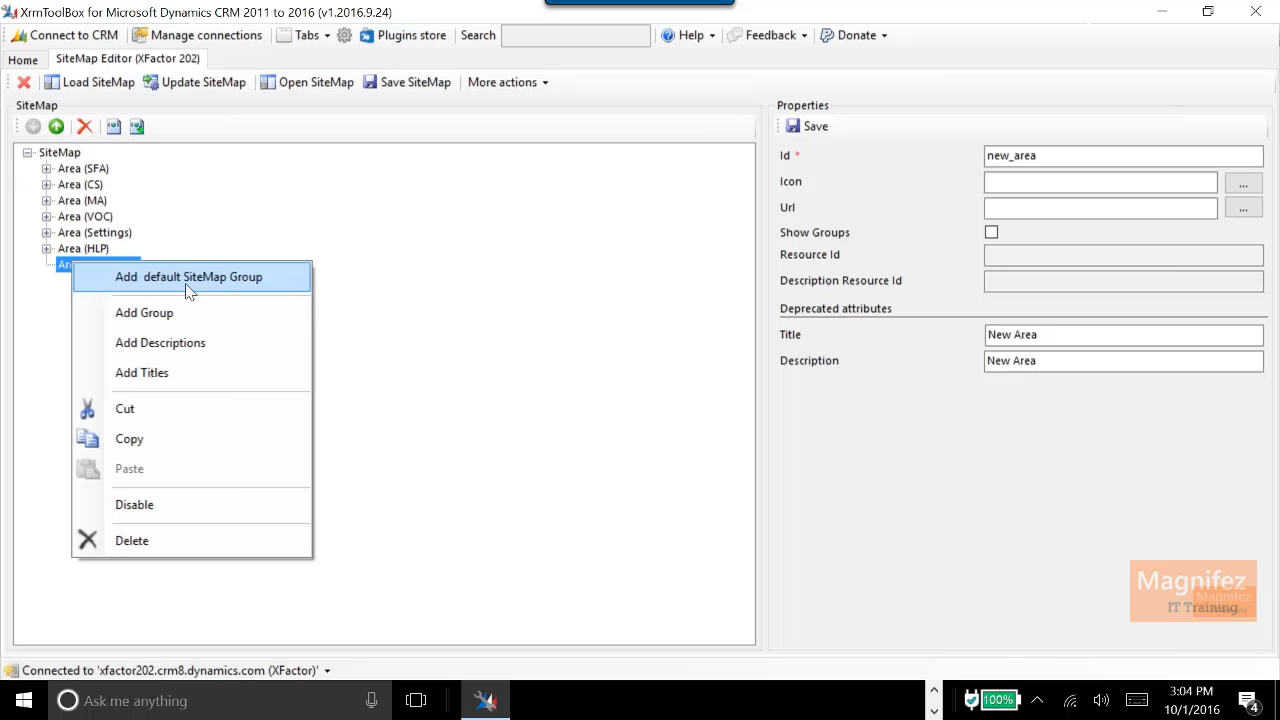 XrmToolBox for Microsoft Dynamics CRM 2011 to 2016 (v1.2016.9.24)
Connect to CRM Manage connections Tabs Plugins store Search Help Feedback Donate
Home SiteMap Editor (XFactor 202)
Load SiteMap Update SiteMap Open SiteMap Save SiteMap More actions
SiteMap
SiteMap
Area (SFA)
Area (CS)
Area (MA)
Area (VOC)
Area (Settings)
Area (HLP)
Add default SiteMap Group
Add Group
Add Descriptions
Add Titles
Cut
Copy
Paste
Disable
Delete
Properties
Save
Id * new_area
Icon ...
Url ...
Show Groups
Resource Id
Description Resource Id
Deprecated attributes
Title New Area
Description New Area
Magnifez
Magnifez
IT Training
Connected to 'xfactor202.crm8.dynamics.com (XFactor)'
Ask me anything
100%
3:04 PM
10/1/2016
4